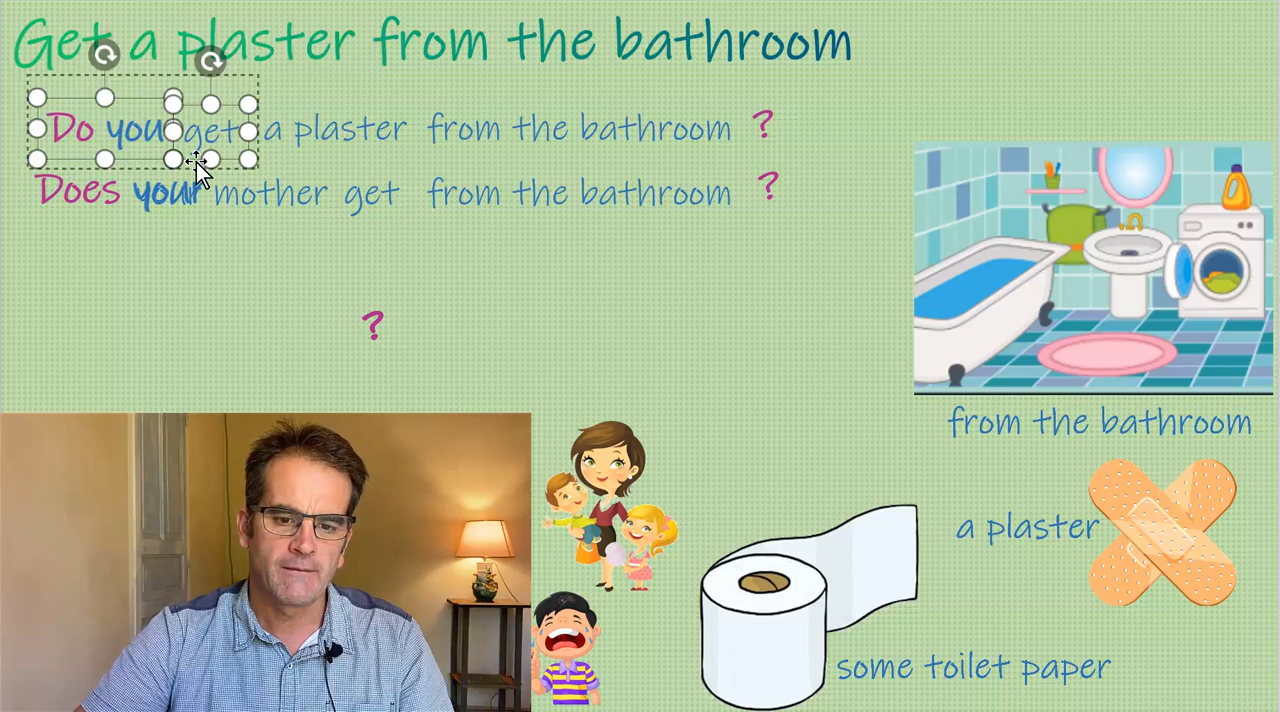 Get a plaster from the bathroom
Do you get a plaster from the bathroom ?
Does your mother get from the bathroom ?
?
from the bathroom
a plaster
some toilet paper